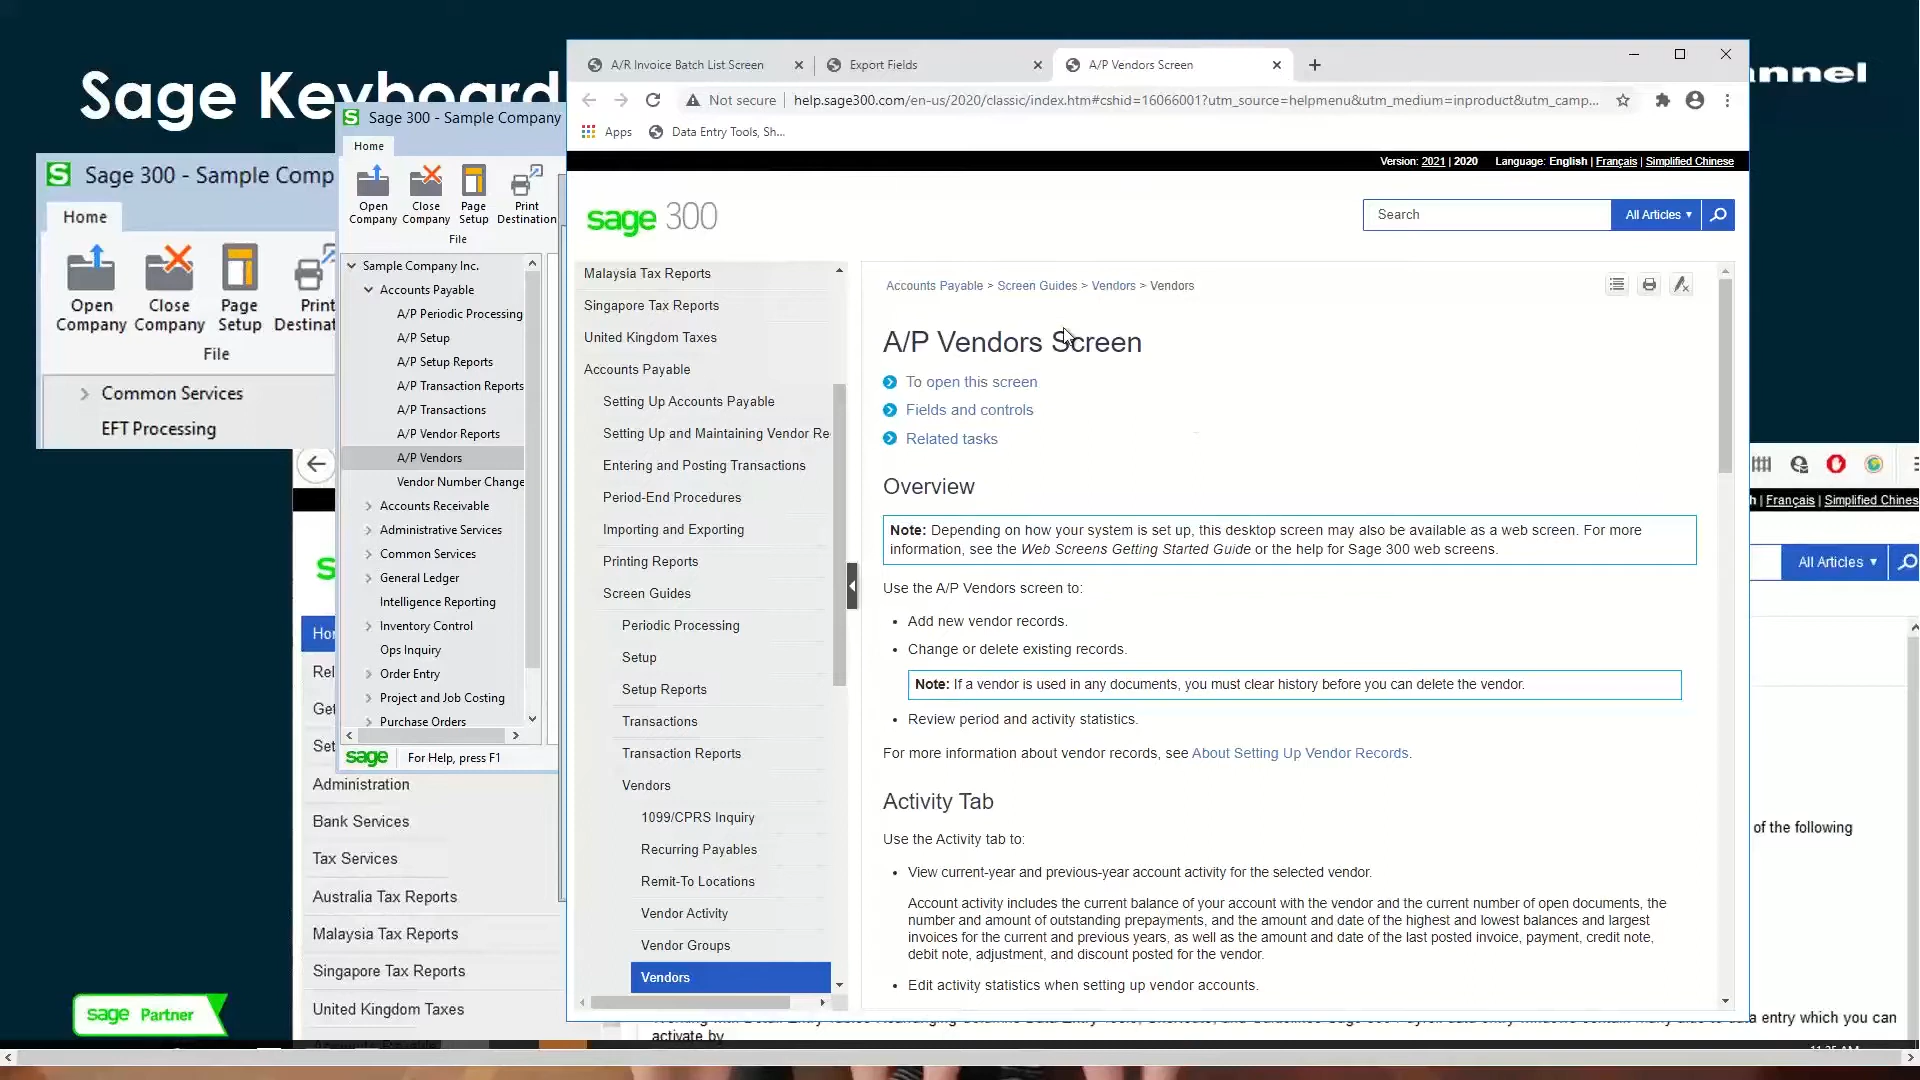 Sage Keyboard
nnel
Sage 300 - Sample Comp
Home
Open Company
Close Company
Page Setup
Print Destinat
File
Common Services
EFT Processing
Sage 300 - Sample Company
Home
Open Company
Close Company
Page Setup
Print Destination
File
Sample Company Inc.
Accounts Payable
A/P Periodic Processing
A/P Setup
A/P Setup Reports
A/P Transaction Reports
A/P Transactions
A/P Vendor Reports
A/P Vendors
Vendor Number Change
Accounts Receivable
Administrative Services
Common Services
General Ledger
Intelligence Reporting
Inventory Control
Ops Inquiry
Order Entry
Project and Job Costing
Purchase Orders
sage For Help, press F1
A/R Invoice Batch List Screen
Export Fields
A/P Vendors Screen
Not secure
help.sage300.com/en-us/2020/classic/index.htm#cshid=16066001?utm_source=helpmenu&utm_medium=inproduct&utm_camp...
Apps
Data Entry Tools, Sh...
Version: 2021 | 2020 Language: English | Français | Simplified Chinese
sage 300
Search
All Articles
Malaysia Tax Reports
Singapore Tax Reports
United Kingdom Taxes
Accounts Payable
Setting Up Accounts Payable
Setting Up and Maintaining Vendor Re
Entering and Posting Transactions
Period-End Procedures
Importing and Exporting
Printing Reports
Screen Guides
Periodic Processing
Setup
Setup Reports
Transactions
Transaction Reports
Vendors
1099/CPRS Inquiry
Recurring Payables
Remit-To Locations
Vendor Activity
Vendor Groups
Vendors
Accounts Payable > Screen Guides > Vendors > Vendors
A/P Vendors Screen
To open this screen
Fields and controls
Related tasks
Overview
Note: Depending on how your system is set up, this desktop screen may also be available as a web screen. For more
information, see the Web Screens Getting Started Guide or the help for Sage 300 web screens.
Use the A/P Vendors screen to:
• Add new vendor records.
• Change or delete existing records.
Note: If a vendor is used in any documents, you must clear history before you can delete the vendor.
• Review period and activity statistics.
For more information about vendor records, see About Setting Up Vendor Records.
Activity Tab
Use the Activity tab to:
• View current-year and previous-year account activity for the selected vendor.
Account activity includes the current balance of your account with the vendor and the current number of open documents, the
number and amount of outstanding prepayments, and the amount and date of the highest and lowest balances and largest
invoices for the current and previous years, as well as the amount and date of the last posted invoice, payment, credit note,
debit note, adjustment, and discount posted for the vendor.
• Edit activity statistics when setting up vendor accounts.
h | Français | Simplified Chines
All Articles
s
Hor
Rel
Get
Set
Administration
Bank Services
Tax Services
Australia Tax Reports
Malaysia Tax Reports
Singapore Tax Reports
United Kingdom Taxes
of the following
a entry which you can
activate by
sage Partner